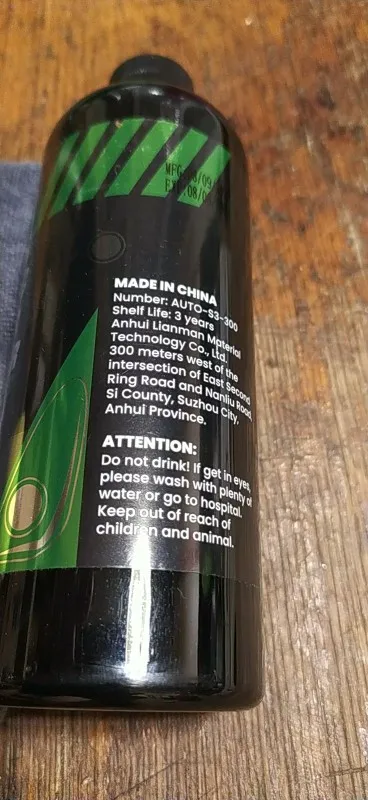 MFG
08/0
MADE IN CHINA
Number: AUTO-S3-300
Shelf Life: 3 years
Anhui Lianman Material
Technology Co., Ltd.
300 meters west of the
intersection of East Second
Ring Road and Nanliu Road,
Si County, Suzhou City,
Anhui Province.
ATTENTION:
Do not drink! If get in eyes,
please wash with plenty of
water or go to hospital.
Keep out of reach of
children and animal.